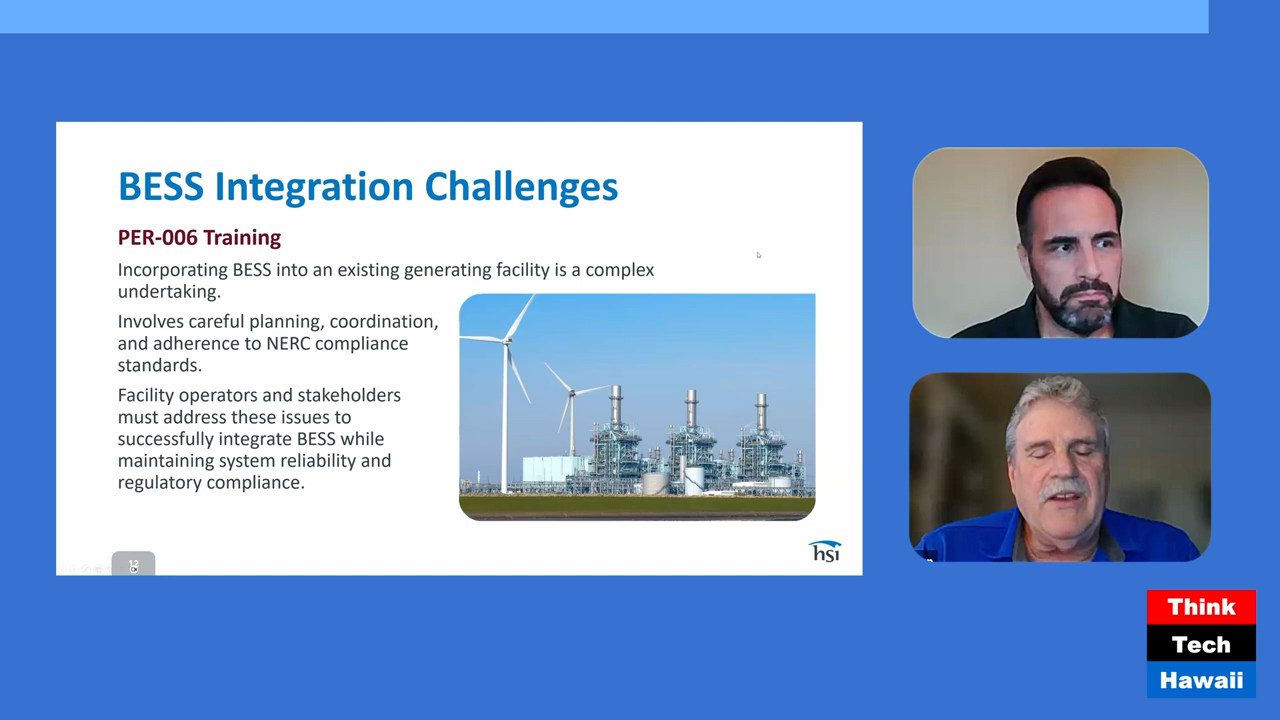 BESS Integration Challenges
PER-006 Training
Incorporating BESS into an existing generating facility is a complex
undertaking.
Involves careful planning, coordination,
and adherence to NERC compliance
standards.
Facility operators and stakeholders
must address these issues to
successfully integrate BESS while
maintaining system reliability and
regulatory compliance.
hsi
Think
Tech
Hawaii